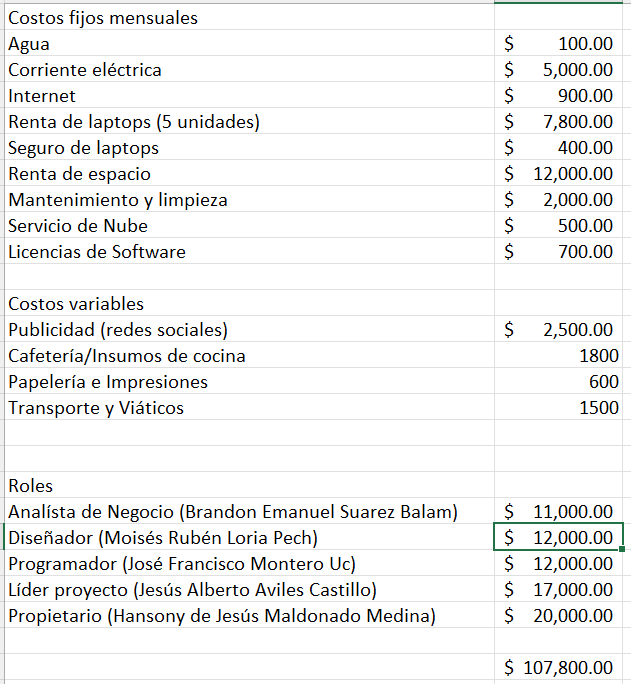 Costos fijos mensuales
Agua $ 100.00
Corriente eléctrica $ 5,000.00
Internet $ 900.00
Renta de laptops (5 unidades) $ 7,800.00
Seguro de laptops $ 400.00
Renta de espacio $ 12,000.00
Mantenimiento y limpieza $ 2,000.00
Servicio de Nube $ 500.00
Licencias de Software $ 700.00
Costos variables
Publicidad (redes sociales) $ 2,500.00
Cafetería/Insumos de cocina 1800
Papelería e Impresiones 600
Transporte y Viáticos 1500
Roles
Analísta de Negocio (Brandon Emanuel Suarez Balam) $ 11,000.00
Diseñador (Moisés Rubén Loria Pech) $ 12,000.00
Programador (José Francisco Montero Uc) $ 12,000.00
Líder proyecto (Jesús Alberto Aviles Castillo) $ 17,000.00
Propietario (Hansony de Jesús Maldonado Medina) $ 20,000.00
$ 107,800.00